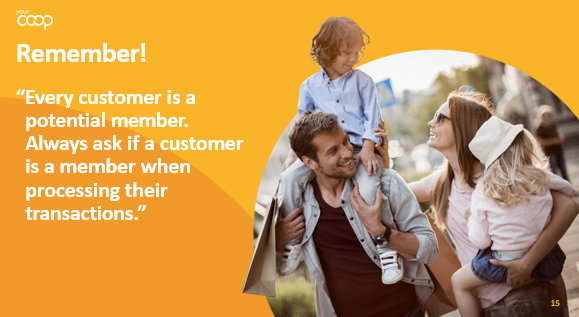 your
coop
Remember!
“Every customer is a
potential member.
Always ask if a customer
is a member when
processing their
transactions.”
15